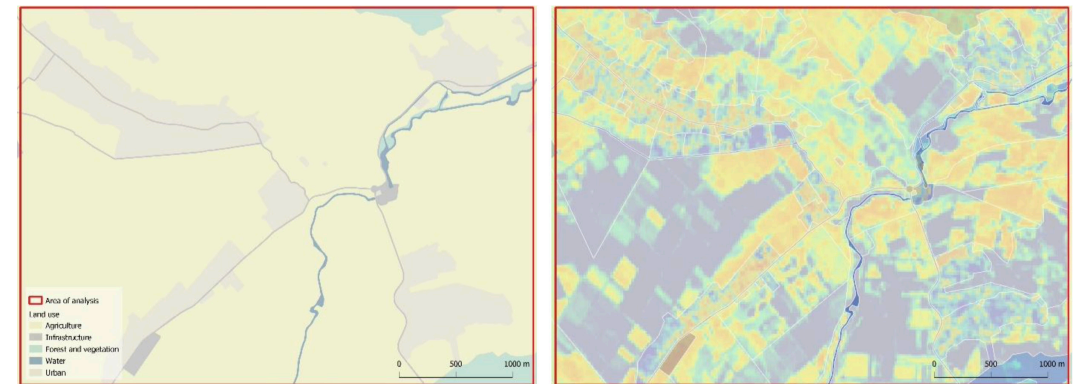 Area of analysis
Land use
Agriculture
Infrastructure
Forest and vegetation
Water
Urban
0 500 1000 m
0 500 1000 m